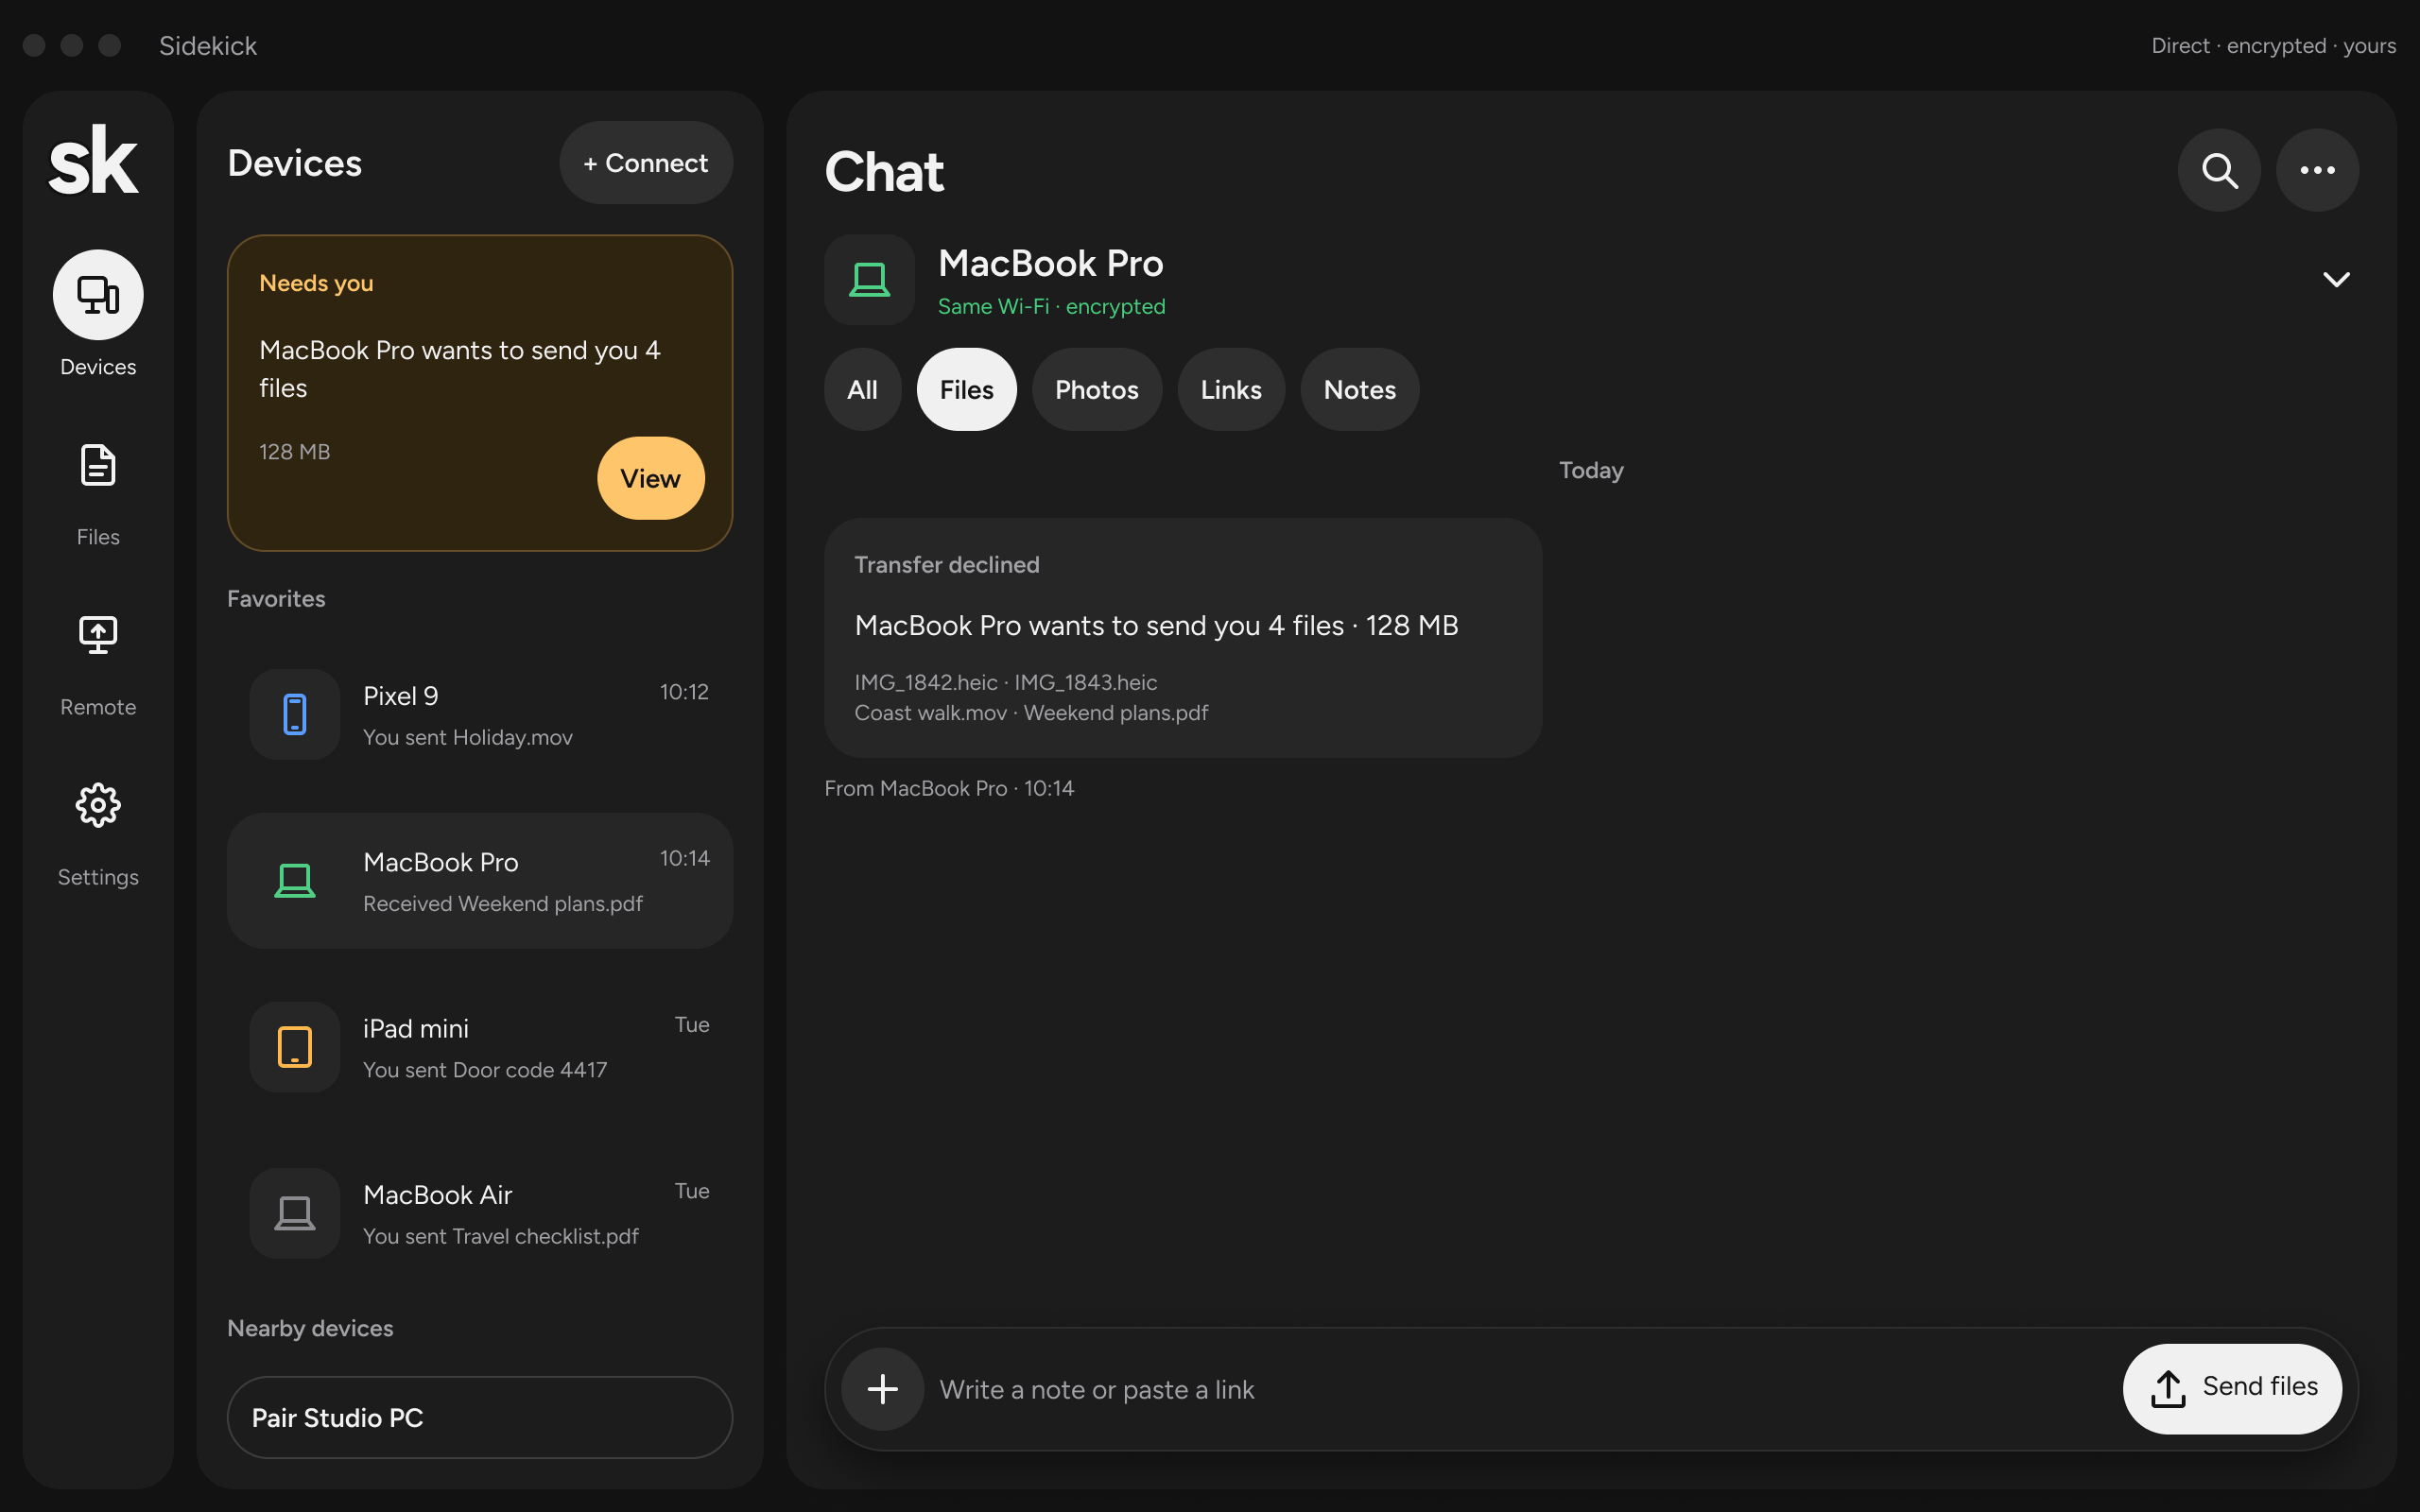 Sidekick
Direct · encrypted · yours
sk
Devices
Files
Remote
Settings
Devices
+ Connect
Needs you
MacBook Pro wants to send you 4
files
128 MB
View
Favorites
Pixel 9
10:12
You sent Holiday.mov
MacBook Pro
10:14
Received Weekend plans.pdf
iPad mini
Tue
You sent Door code 4417
MacBook Air
Tue
You sent Travel checklist.pdf
Nearby devices
Pair Studio PC
Chat
MacBook Pro
Same Wi-Fi · encrypted
All
Files
Photos
Links
Notes
Today
Transfer declined
MacBook Pro wants to send you 4 files · 128 MB
IMG_1842.heic · IMG_1843.heic
Coast walk.mov · Weekend plans.pdf
From MacBook Pro · 10:14
Write a note or paste a link
Send files